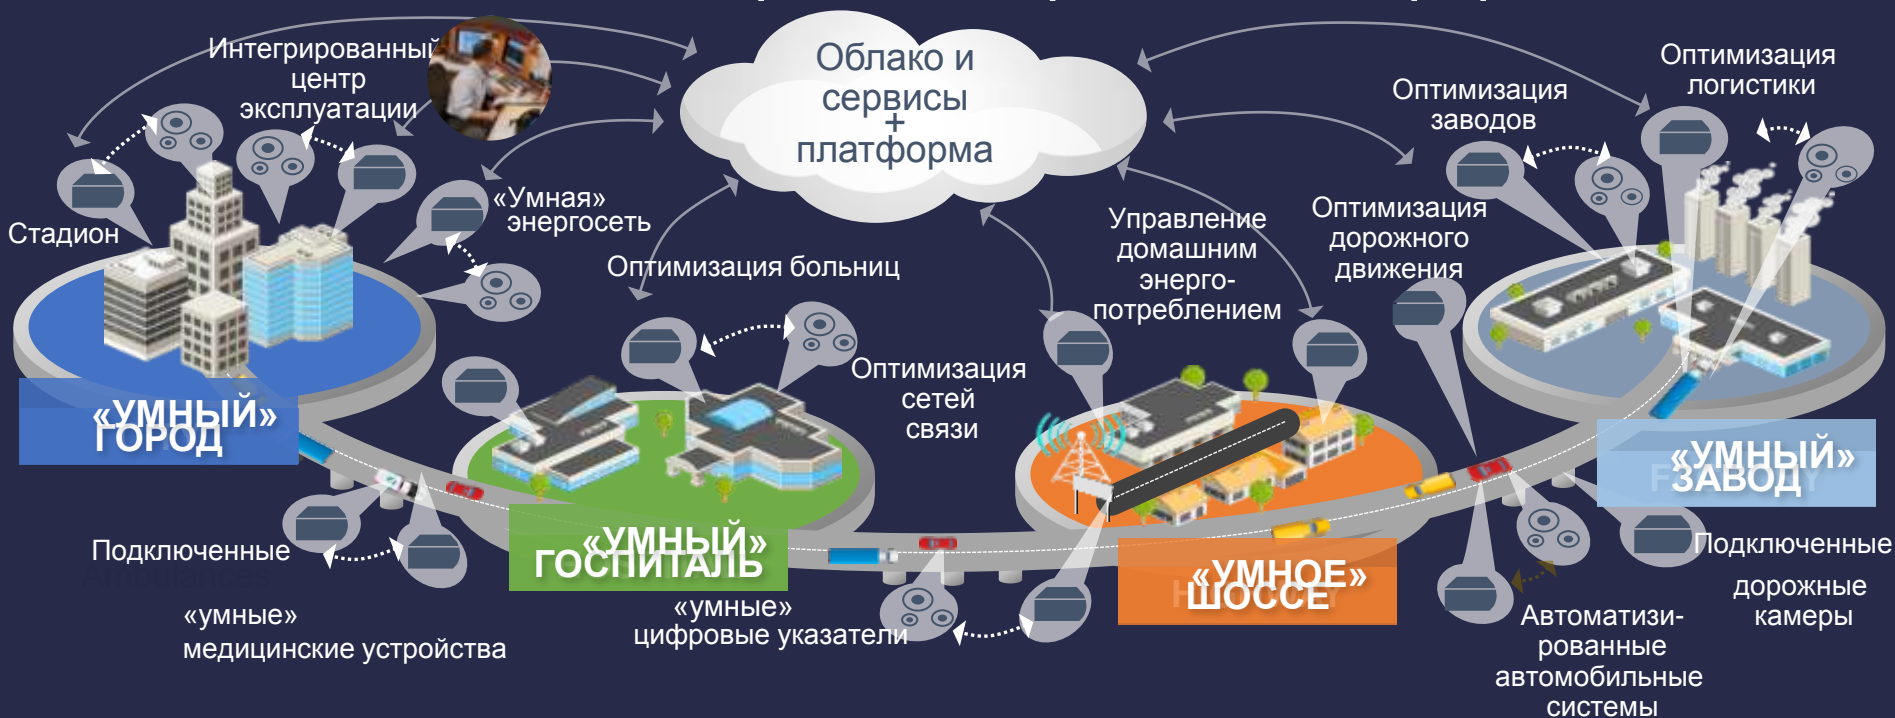 Облако и
сервисы
+
платформа
Интегрированный
центр
эксплуатации
Стадион
«Умная»
энергосеть
Оптимизация больниц
Оптимизация
сетей
связи
Управление
домашним
энерго-
потреблением
Оптимизация
дорожного
движения
Оптимизация
заводов
Оптимизация
логистики
«УМНЫЙ»
ГОРОД
«УМНЫЙ»
ГОСПИТАЛЬ
«УМНОЕ»
ШОССЕ
«УМНЫЙ»
ЗАВОД
Подключенные
Ambulances
«умные»
медицинские устройства
«умные»
цифровые указатели
Автоматизи-
рованные
автомобильные
системы
Подключенные
дорожные
камеры